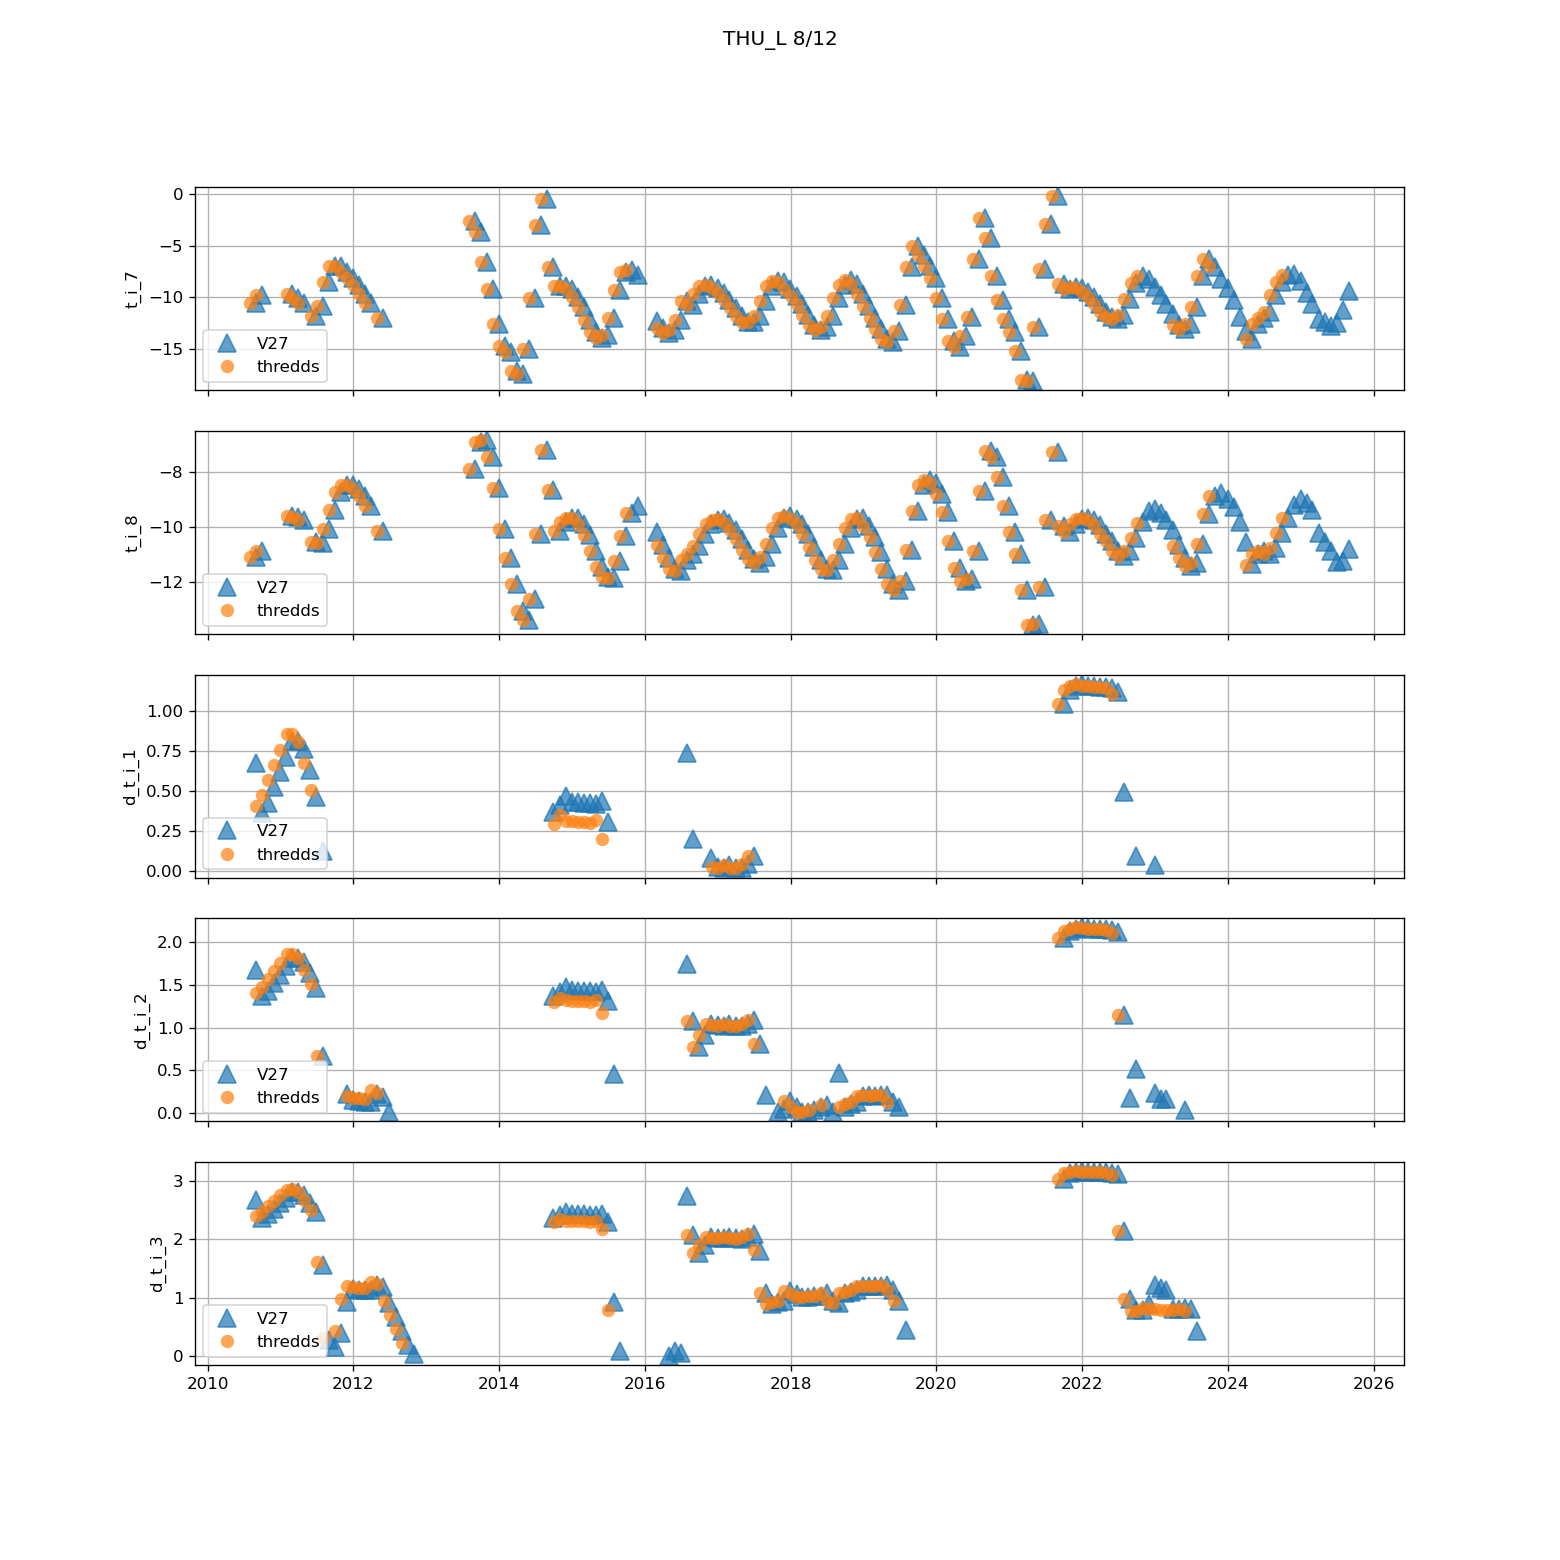 THU_L 8/12
t_i_7
0
−5
−10
−15
V27
thredds
t_i_8
−8
−10
−12
V27
thredds
d_t_i_1
1.00
0.75
0.50
0.25
0.00
V27
thredds
d_t_i_2
2.0
1.5
1.0
0.5
0.0
V27
thredds
d_t_i_3
3
2
1
0
V27
thredds
2010 2012 2014 2016 2018 2020 2022 2024 2026